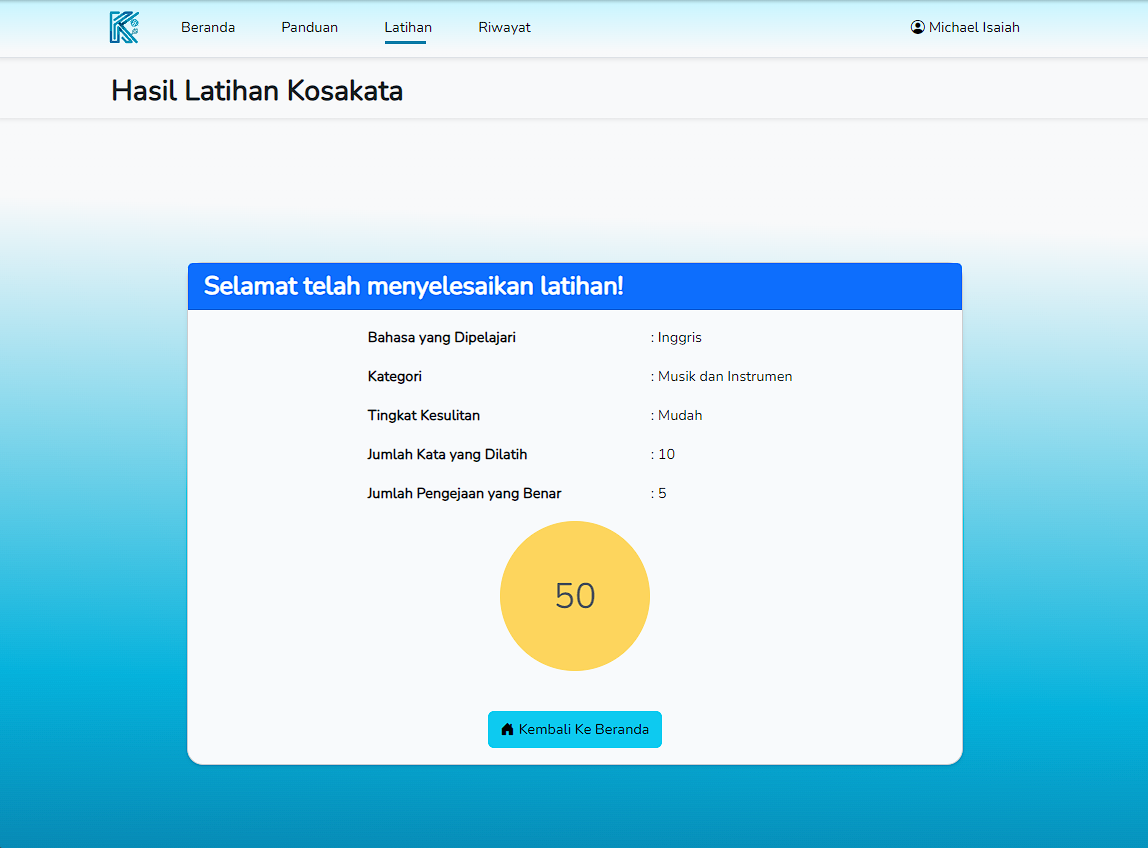 Beranda Panduan Latihan Riwayat Michael Isaiah
Hasil Latihan Kosakata
Selamat telah menyelesaikan latihan!
Bahasa yang Dipelajari : Inggris
Kategori : Musik dan Instrumen
Tingkat Kesulitan : Mudah
Jumlah Kata yang Dilatih : 10
Jumlah Pengejaan yang Benar : 5
50
Kembali Ke Beranda